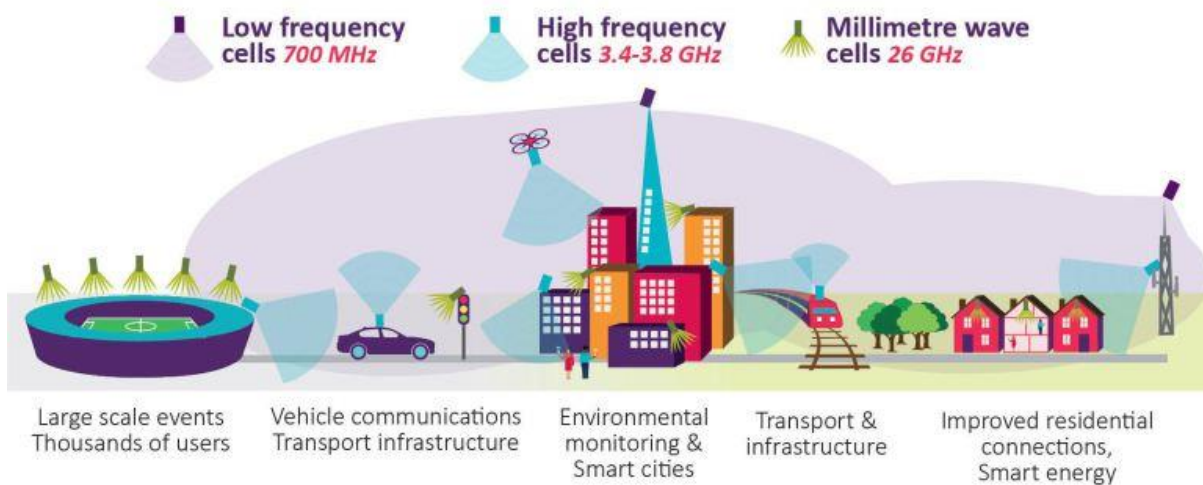 Low frequency
cells 700 MHz
High frequency
cells 3.4-3.8 GHz
Millimetre wave
cells 26 GHz
Large scale events
Thousands of users
Vehicle communications
Transport infrastructure
Environmental
monitoring &
Smart cities
Transport &
infrastructure
Improved residential
connections,
Smart energy